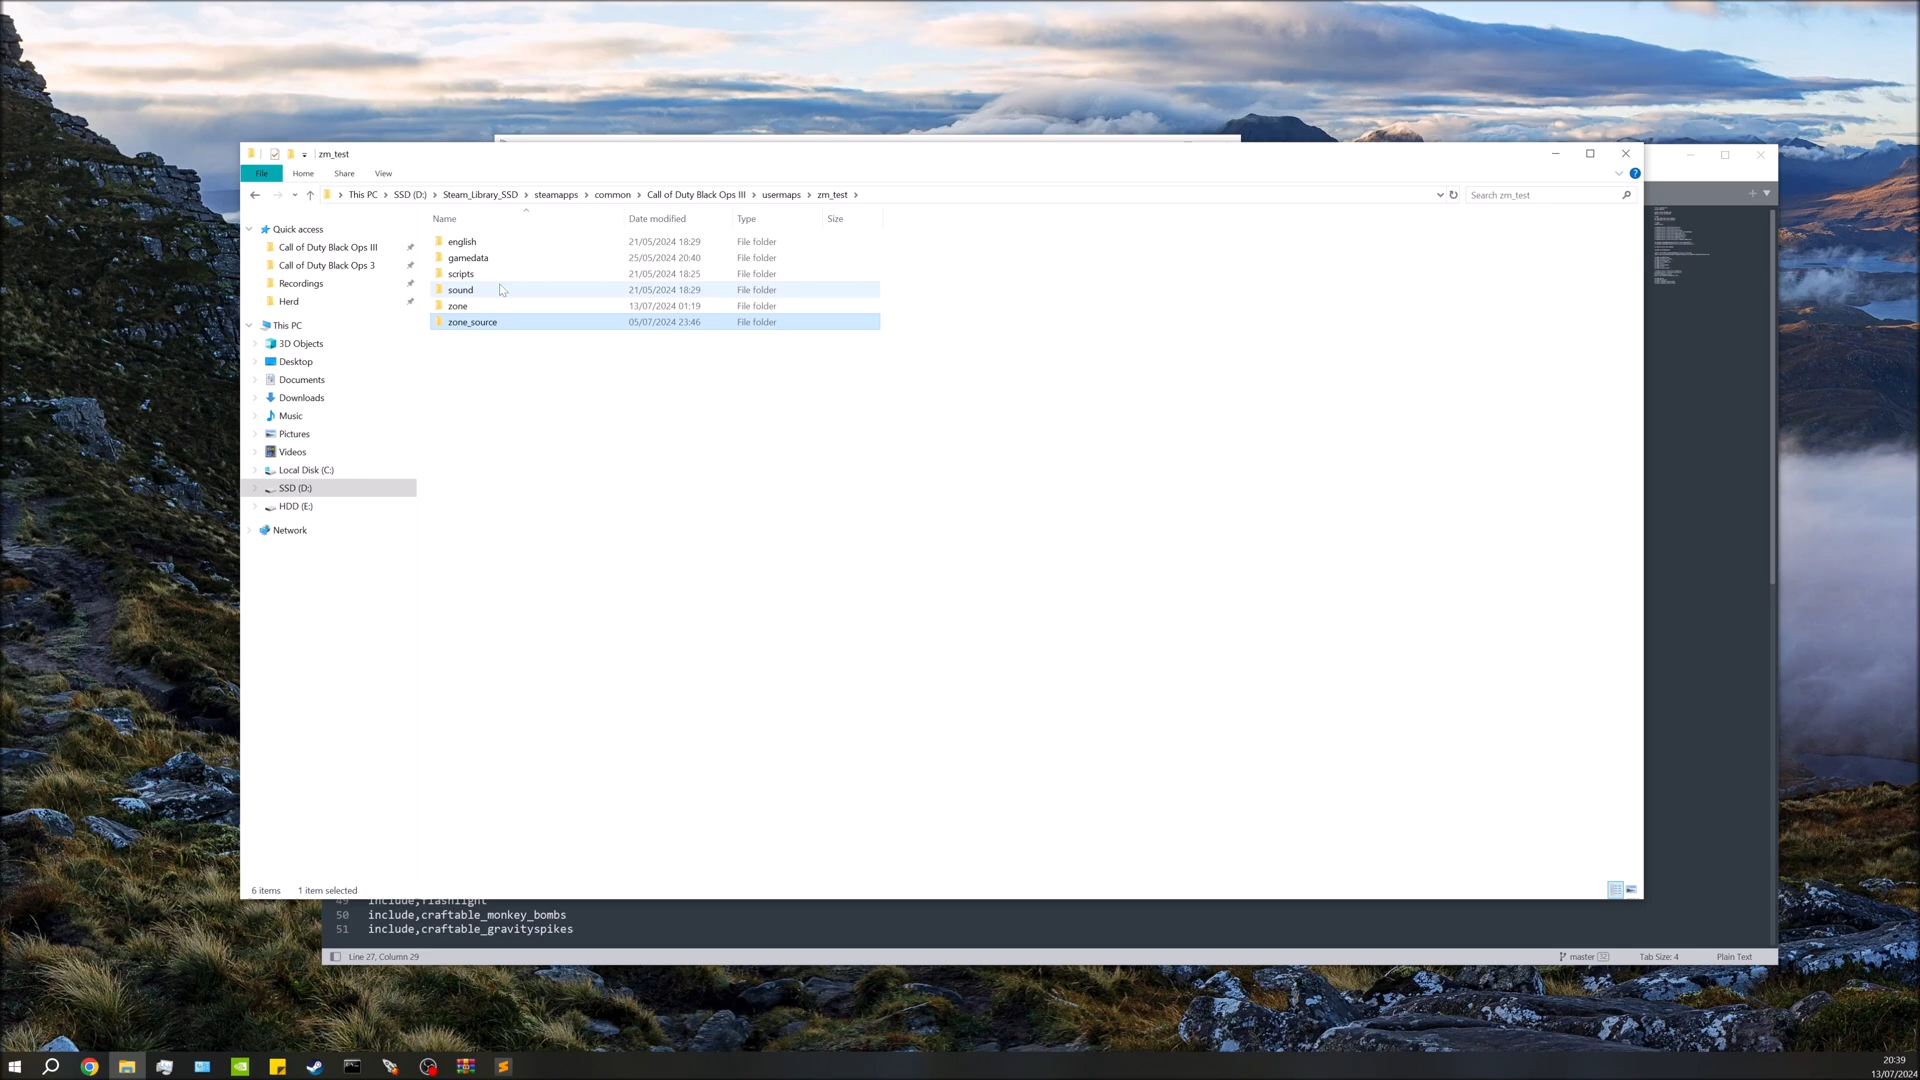 zm_test
File Home Share View
This PC SSD (D:) Steam_Library_SSD steamapps common Call of Duty Black Ops III usermaps zm_test
Search zm_test
Name Date modified Type Size
Quick access
Call of Duty Black Ops III
Call of Duty Black Ops 3
Recordings
Herd
This PC
3D Objects
Desktop
Documents
Downloads
Music
Pictures
Videos
Local Disk (C:)
SSD (D:)
HDD (E:)
Network
english 21/05/2024 18:29 File folder
gamedata 25/05/2024 20:40 File folder
scripts 21/05/2024 18:25 File folder
sound 21/05/2024 18:29 File folder
zone 13/07/2024 01:19 File folder
zone_source 05/07/2024 23:46 File folder
6 items 1 item selected
49 include,flashlight
50 include,craftable_monkey_bombs
51 include,craftable_gravityspikes
Line 27, Column 29 master 32 Tab Size: 4 Plain Text
20:39
13/07/2024